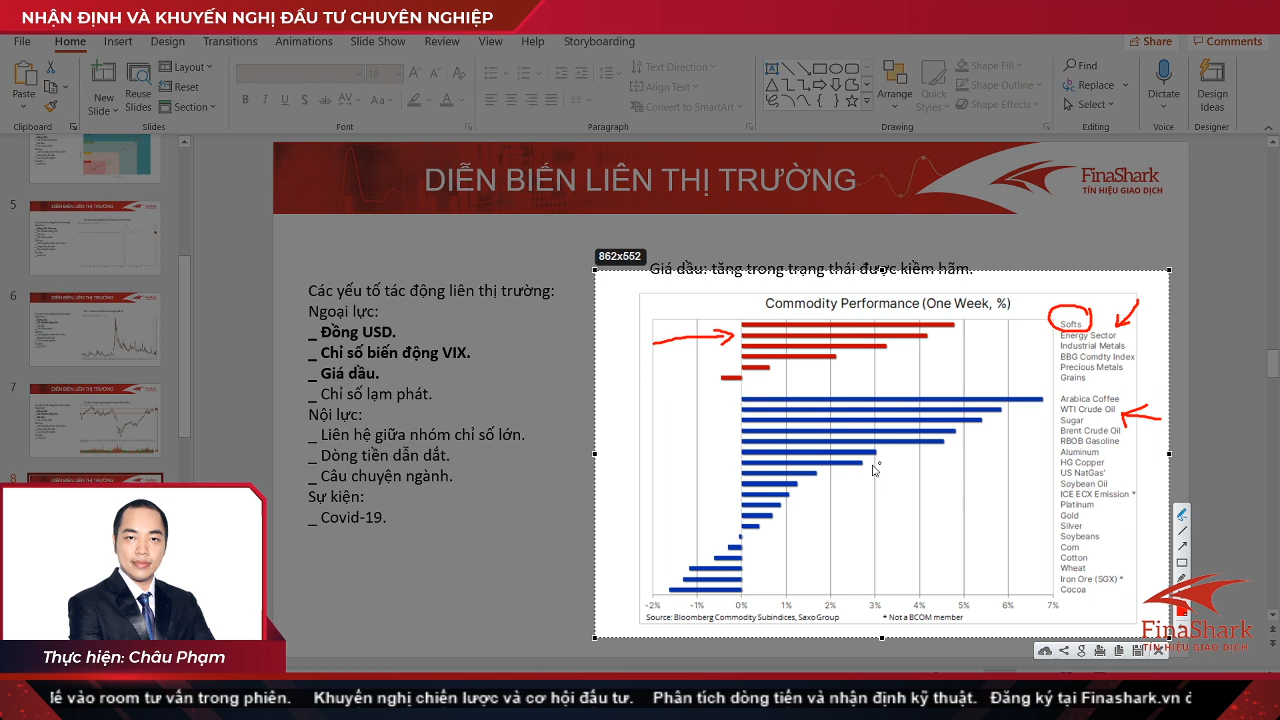 NHẬN ĐỊNH VÀ KHUYẾN NGHỊ ĐẦU TƯ CHUYÊN NGHIỆP
File Home Insert Design Transitions Animations Slide Show Review View Help Storyboarding Share Comments
Paste
New Slide
Reuse Slides
Layout
Reset
Section
18
B I U S ab AV Aa A
Text Direction
Align Text
Convert to SmartArt
Arrange
Quick Styles
Shape Fill
Shape Outline
Shape Effects
Find
Replace
Select
Dictate
Design Ideas
Clipboard Slides Font Paragraph Drawing Editing Voice Designer
5
6
7
8
DIỄN BIẾN LIÊN THỊ TRƯỜNG
FinaShark
TÍN HIỆU GIAO DỊCH
862x552
Giá dầu: tăng trong trạng thái được kiềm hãm.
Các yếu tố tác động liên thị trường:
Ngoại lực:
_ Đồng USD.
_ Chỉ số biến động VIX.
_ Giá dầu.
_ Chỉ số lạm phát.
Nội lực:
_ Liên hệ giữa nhóm chỉ số lớn.
_ Dòng tiền dẫn dắt.
_ Câu chuyện ngành.
Sự kiện:
_ Covid-19.
Commodity Performance (One Week, %)
Softs
Energy Sector
Industrial Metals
BBG Comdty Index
Precious Metals
Grains
Arabica Coffee
WTI Crude Oil
Sugar
Brent Crude Oil
RBOB Gasoline
Aluminum
HG Copper
US NatGas'
Soybean Oil
ICE ECX Emission *
Platinum
Gold
Silver
Soybeans
Corn
Cotton
Wheat
Iron Ore (SGX) *
Cocoa
-2% -1% 0% 1% 2% 3% 4% 5% 6% 7%
Source: Bloomberg Commodity Subindices, SaxoGroup * Not a BCOM member
FinaShark
TÍN HIỆU GIAO DỊCH
Thực hiện: Châu Phạm
vào room tư vấn trong phiên. Khuyến nghị chiến lược và cơ hội đầu tư. Phân tích dòng tiền và nhận định kỹ thuật. Đăng ký tại Finashark.vn